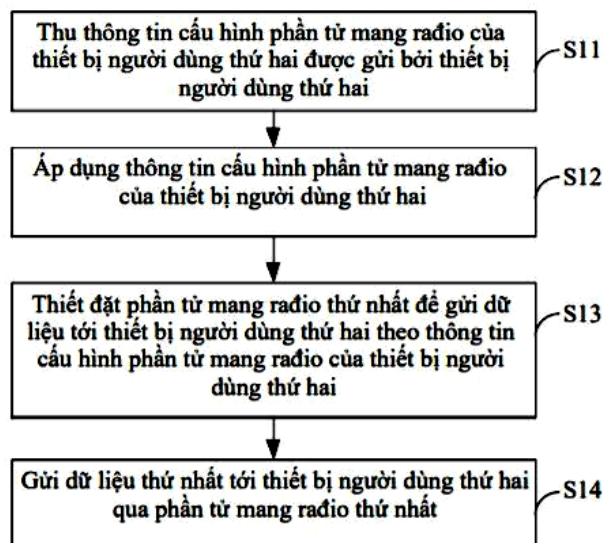 Thu thông tin cấu hình phần tử mang rađio của
thiết bị người dùng thứ hai được gửi bởi thiết bị
người dùng thứ hai
S11
Áp dụng thông tin cấu hình phần tử mang rađio
của thiết bị người dùng thứ hai
S12
Thiết đặt phần tử mang rađio thứ nhất để gửi dữ
liệu tới thiết bị người dùng thứ hai theo thông tin
cấu hình phần tử mang rađio của thiết bị người
dùng thứ hai
S13
Gửi dữ liệu thứ nhất tới thiết bị người dùng thứ hai
qua phần tử mang rađio thứ nhất
S14